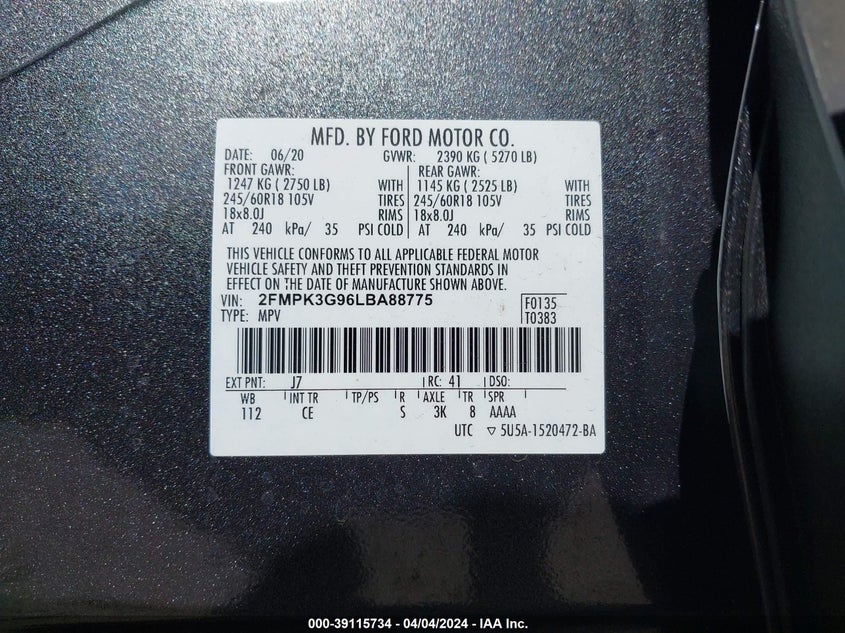 MFD. BY FORD MOTOR CO.
DATE: 06/20 GVWR: 2390 KG ( 5270 LB)
FRONT GAWR: REAR GAWR:
1247 KG ( 2750 LB) WITH 1145 KG ( 2525 LB) WITH
245/60R18 105V TIRES 245/60R18 105V TIRES
18x8.0J RIMS 18x8.0J RIMS
AT 240 kPa/ 35 PSI COLD AT 240 kPa/ 35 PSI COLD
THIS VEHICLE CONFORMS TO ALL APPLICABLE FEDERAL MOTOR
VEHICLE SAFETY AND THEFT PREVENTION STANDARDS IN
EFFECT ON THE DATE OF MANUFACTURE SHOWN ABOVE.
VIN: 2FMPK3G96LBA88775 F0135
TYPE: MPV T0383
EXT PNT: J7 RC: 41 DSO:
WB INT TR TP/PS R AXLE TR SPR
112 CE S 3K 8 AAAA
UTC ▽ 5U5A-1520472-BA
000-39115734 - 04/04/2024 - IAA Inc.